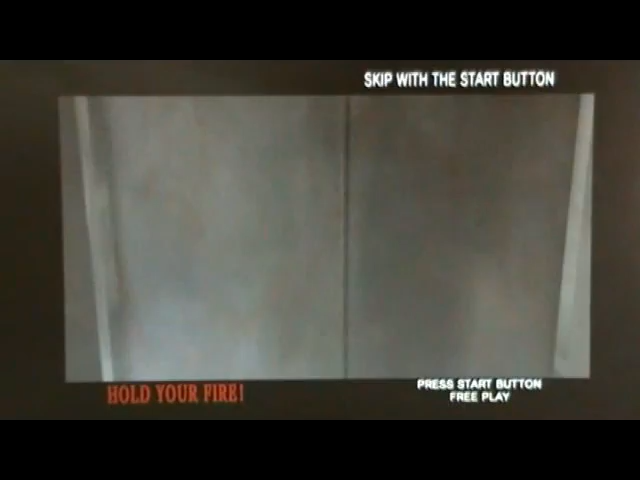 SKIP WITH THE START BUTTON
HOLD YOUR FIRE!
PRESS START BUTTON
FREE PLAY